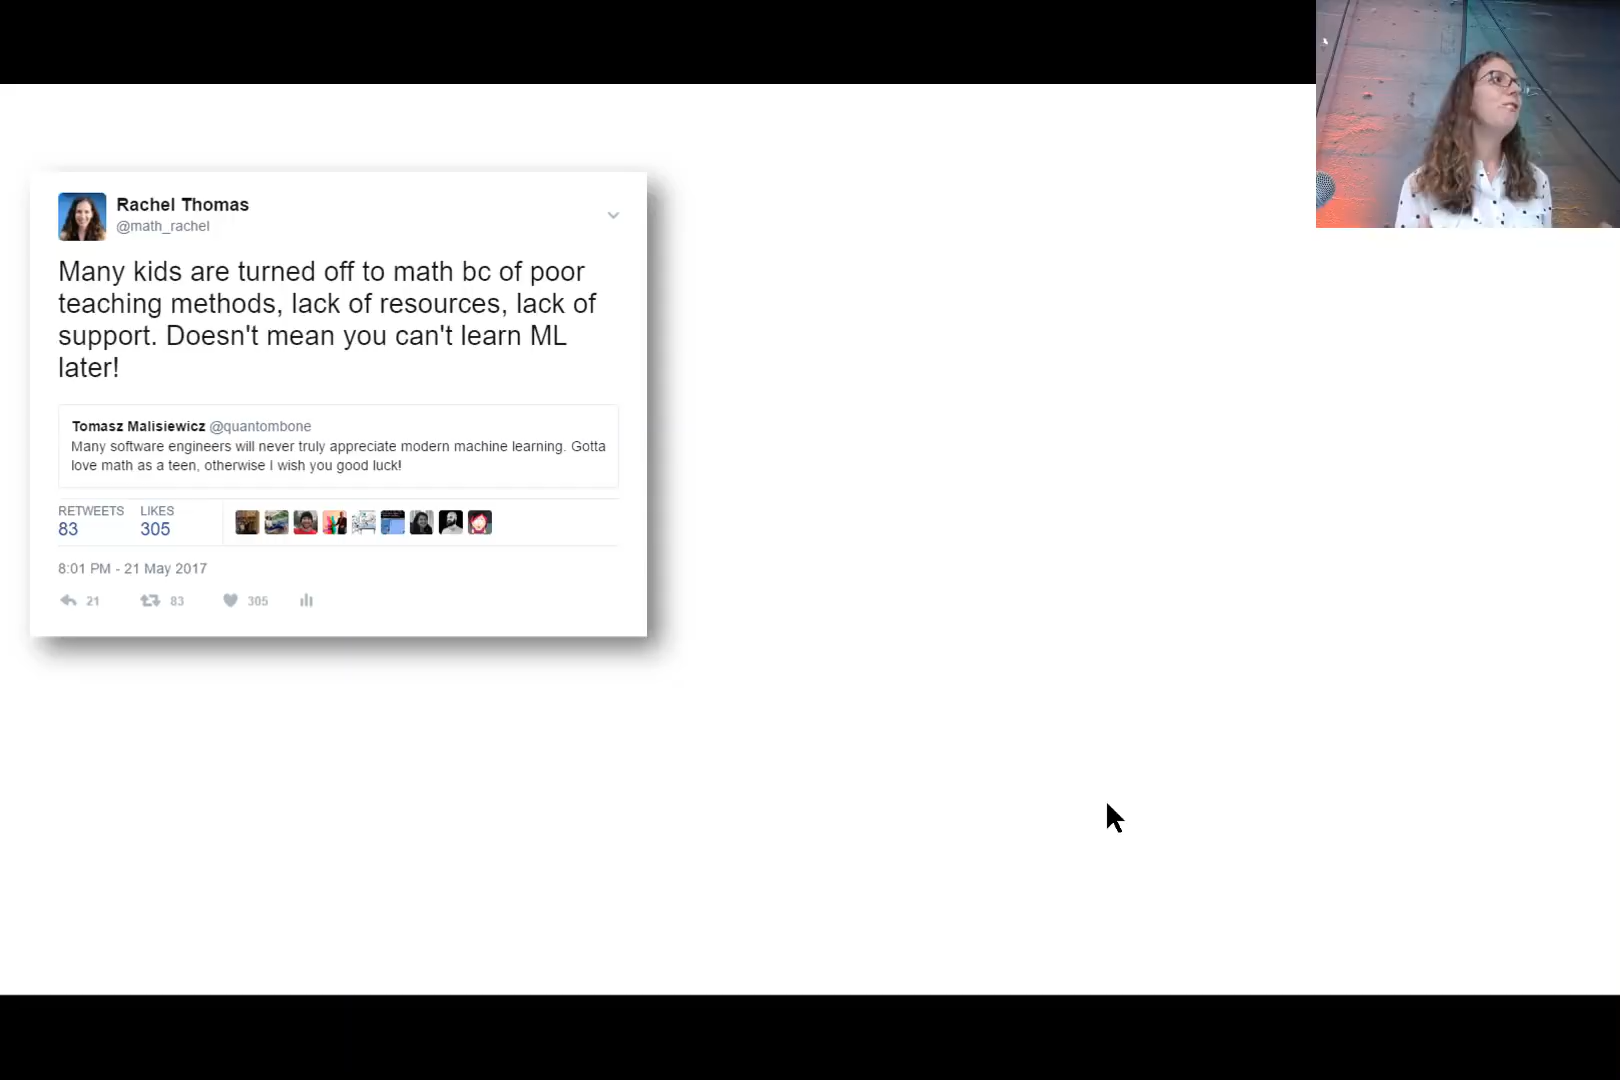 Rachel Thomas
@math_rachel
Many kids are turned off to math bc of poor
teaching methods, lack of resources, lack of
support. Doesn't mean you can't learn ML
later!
Tomasz Malisiewicz @quantombone
Many software engineers will never truly appreciate modern machine learning. Gotta
love math as a teen, otherwise I wish you good luck!
RETWEETS LIKES
83 305
8:01 PM - 21 May 2017
21 83 305